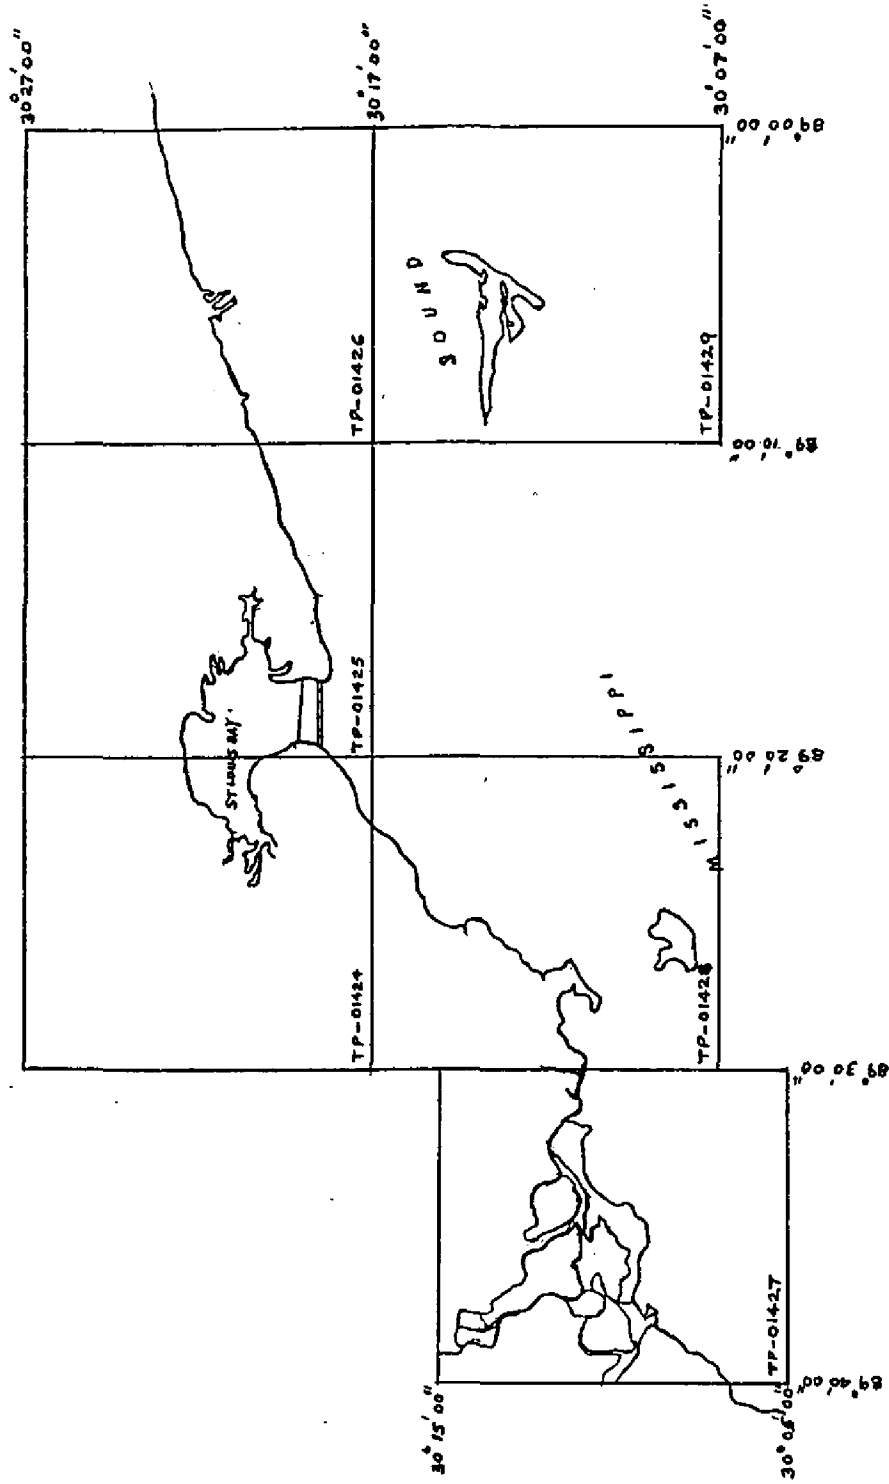 30° 27' 00"
30° 17' 00"
30° 07' 00"
89° 00' 00"
TP-01426
SOUND
TP-01429
89° 10' 00"
ST LOUIS BAY
TP-01425
MISSISSIPPI
89° 20' 00"
TP-01424
TP-01428
89° 30' 00"
TP-01427
30° 15' 00"
30° 05' 00"
89° 40' 00"